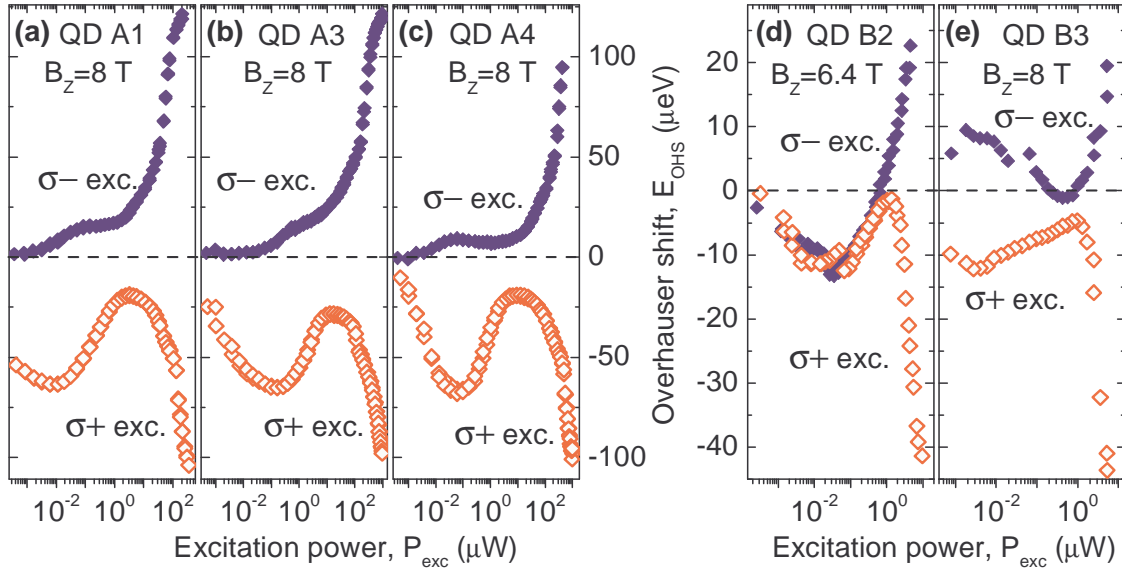 (a) QD A1
B_Z=8 T
σ− exc.
σ+ exc.
(b) QD A3
B_Z=8 T
σ− exc.
σ+ exc.
(c) QD A4
B_Z=8 T
σ− exc.
σ+ exc.
100
50
0
-50
-100
10^-2 10^0 10^2
10^-2 10^0 10^2
10^-2 10^0 10^2
Excitation power, P_exc (μW)
Overhauser shift, E_OHS (μeV)
20
10
0
-10
-20
-30
-40
(d) QD B2
B_Z=6.4 T
σ− exc.
σ+ exc.
(e) QD B3
B_Z=8 T
σ− exc.
σ+ exc.
10^-2 10^0
10^-2 10^0
Excitation power, P_exc (μW)